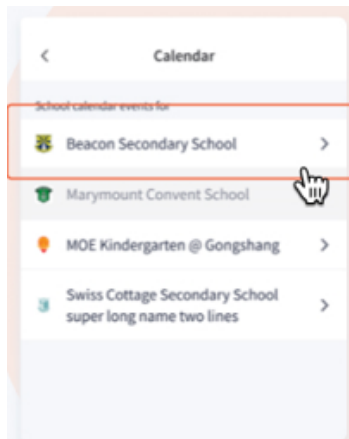 Calendar
School calendar events for
Beacon Secondary School
Marymount Convent School
MOE Kindergarten @ Gongshang
Swiss Cottage Secondary School
super long name two lines